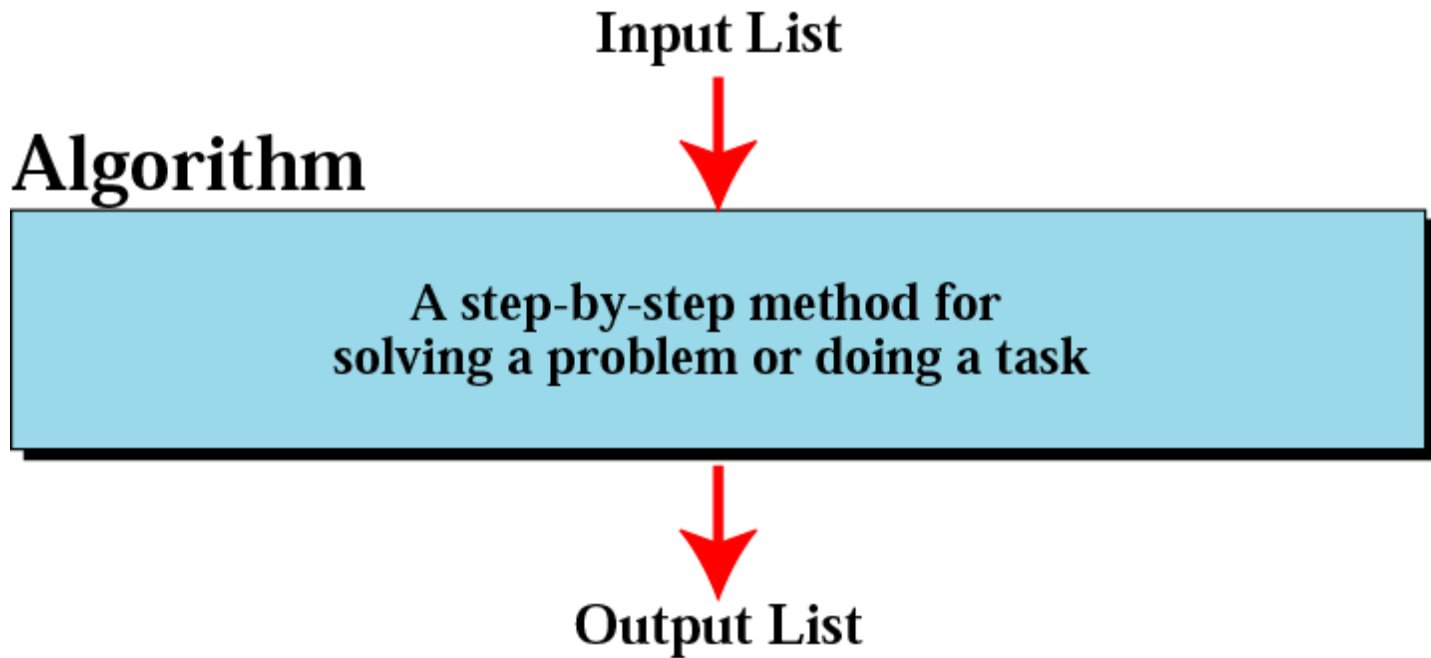 Input List
Algorithm
A step-by-step method for
solving a problem or doing a task
Output List